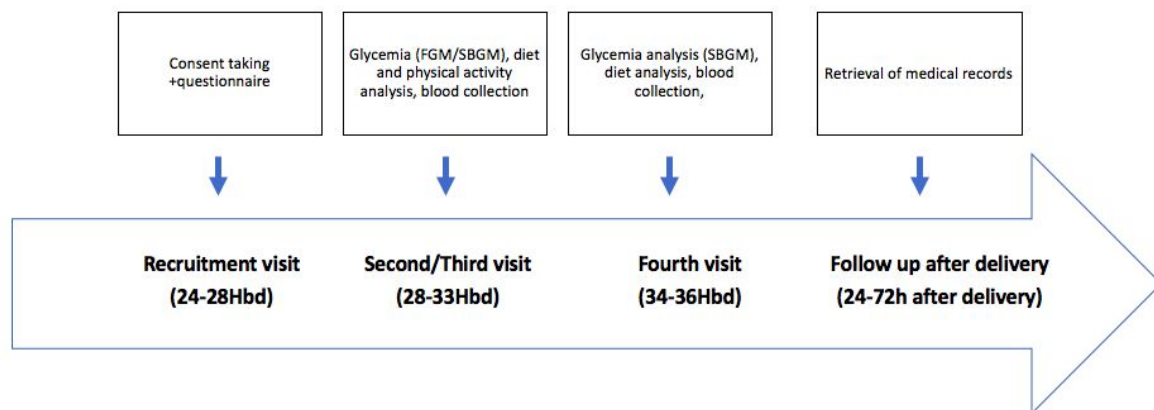 Consent taking
+questionnaire
Glycemia (FGM/SBGM), diet
and physical activity
analysis, blood collection
Glycemia analysis (SBGM),
diet analysis, blood
collection,
Retrieval of medical records
Recruitment visit
(24-28Hbd)
Second/Third visit
(28-33Hbd)
Fourth visit
(34-36Hbd)
Follow up after delivery
(24-72h after delivery)